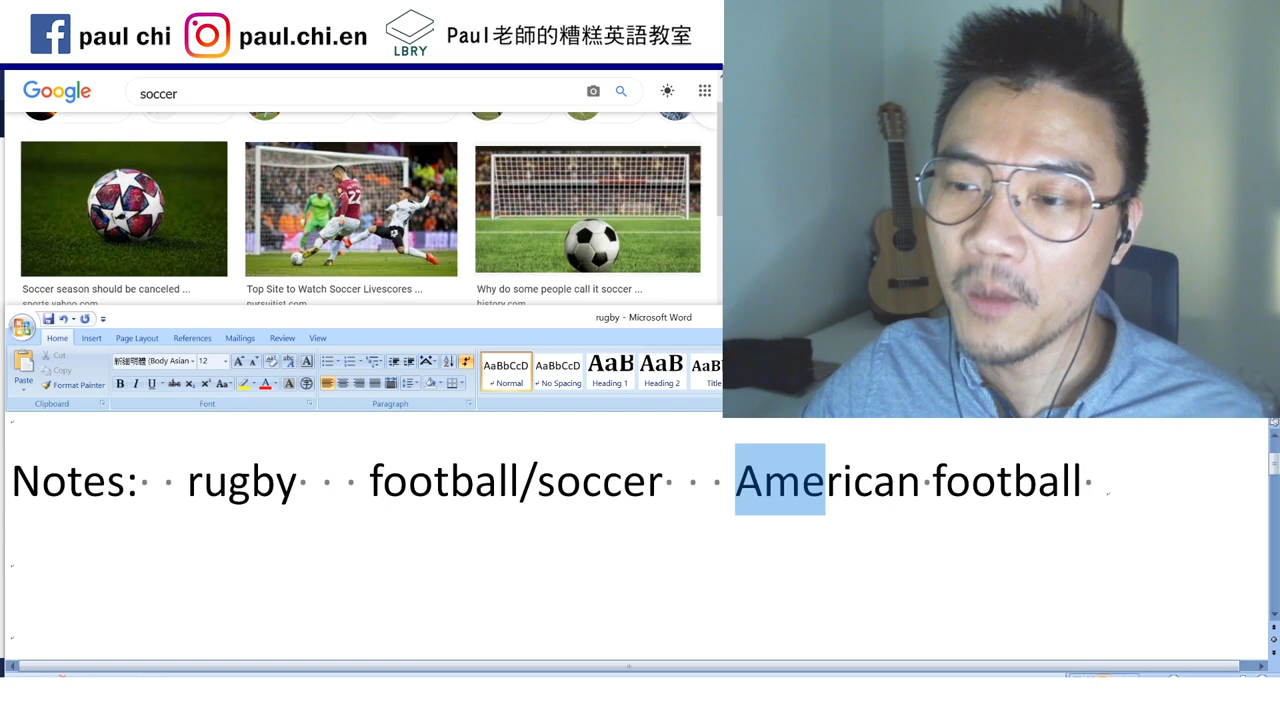 paul chi paul.chi.en LBRY Paul老師的糟糕英語教室
Google soccer
22
Soccer season should be canceled ... Top Site to Watch Soccer Livescores ... Why do some people call it soccer ...
sports.yahoo.com pursuitist.com history.com
rugby - Microsoft Word
Home Insert Page Layout References Mailings Review View
Paste Cut Copy Format Painter
新細明體 (Body Asian 12
AaBbCcD AaBbCcD AaB AaB AaB
Normal No Spacing Heading 1 Heading 2 Title
Clipboard Font Paragraph
Notes: rugby football/soccer American football